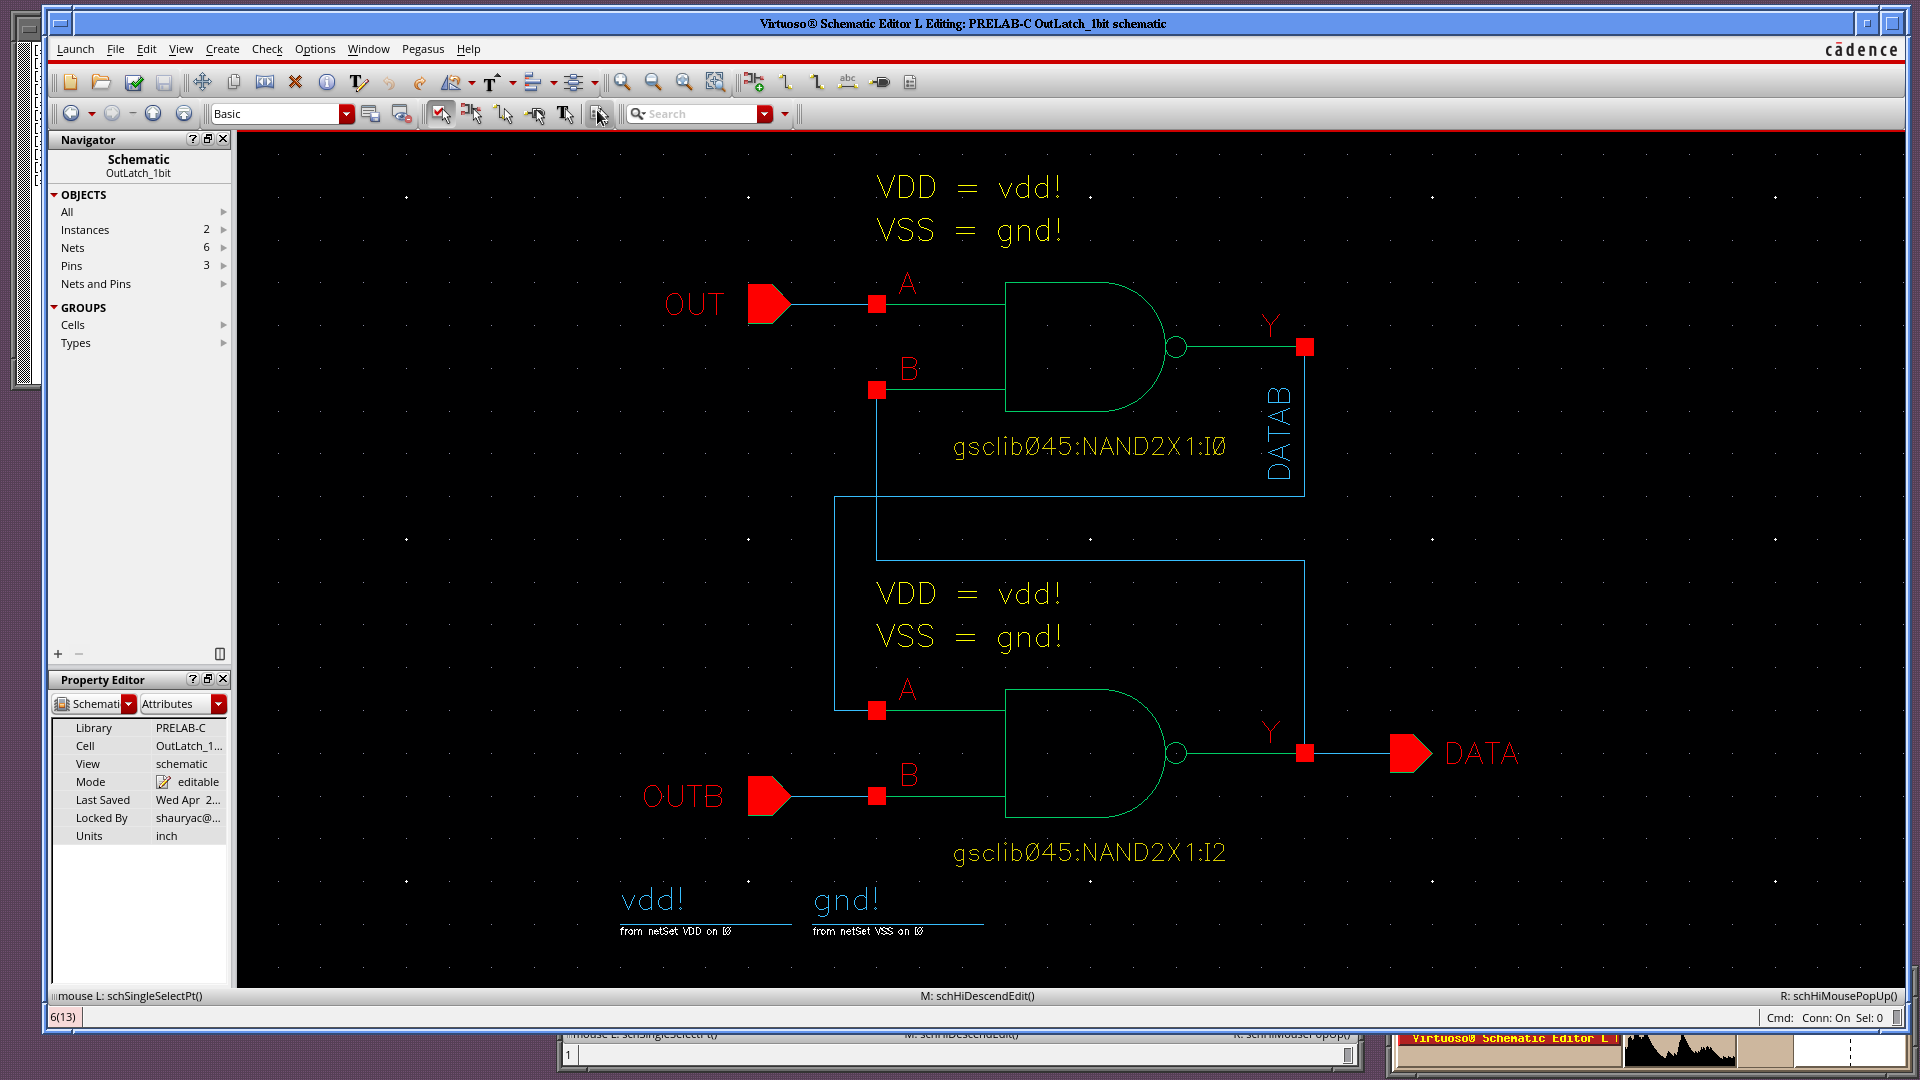 Virtuoso® Schematic Editor L Editing: PRELAB-C OutLatch_1bit schematic
Launch File Edit View Create Check Options Window Pegasus Help
cādence
abc
Basic
Search
Navigator
Schematic
OutLatch_1bit
OBJECTS
All
Instances 2
Nets 6
Pins 3
Nets and Pins
GROUPS
Cells
Types
Property Editor
Schemati Attributes
Library PRELAB-C
Cell OutLatch_1...
View schematic
Mode editable
Last Saved Wed Apr 2...
Locked By shauryac@...
Units inch
VDD = vdd!
VSS = gnd!
OUT
A
B
Y
DATAB
gsclib045:NAND2X1:I0
VDD = vdd!
VSS = gnd!
A
OUTB
B
Y
DATA
gsclib045:NAND2X1:I2
vdd!
from netSet VDD on I0
gnd!
from netSet VSS on I0
mouse L: schSingleSelectPt() M: schHiDescendEdit() R: schHiMousePopUp()
6(13) Cmd: Conn: On Sel: 0
mouse L: schSingleSelectPt() M: schHiDescendEdit() R: schHiMousePopUp()
1
Virtuoso® Schematic Editor L